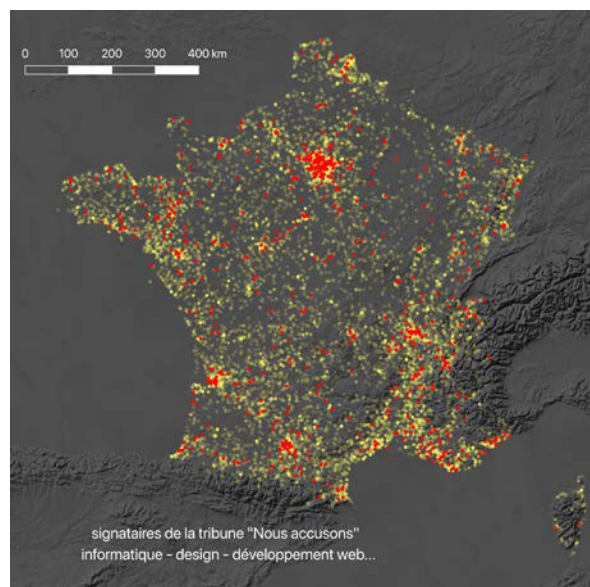 0 100 200 300 400 km
signataires de la tribune "Nous accusons"
informatique - design - développement web...